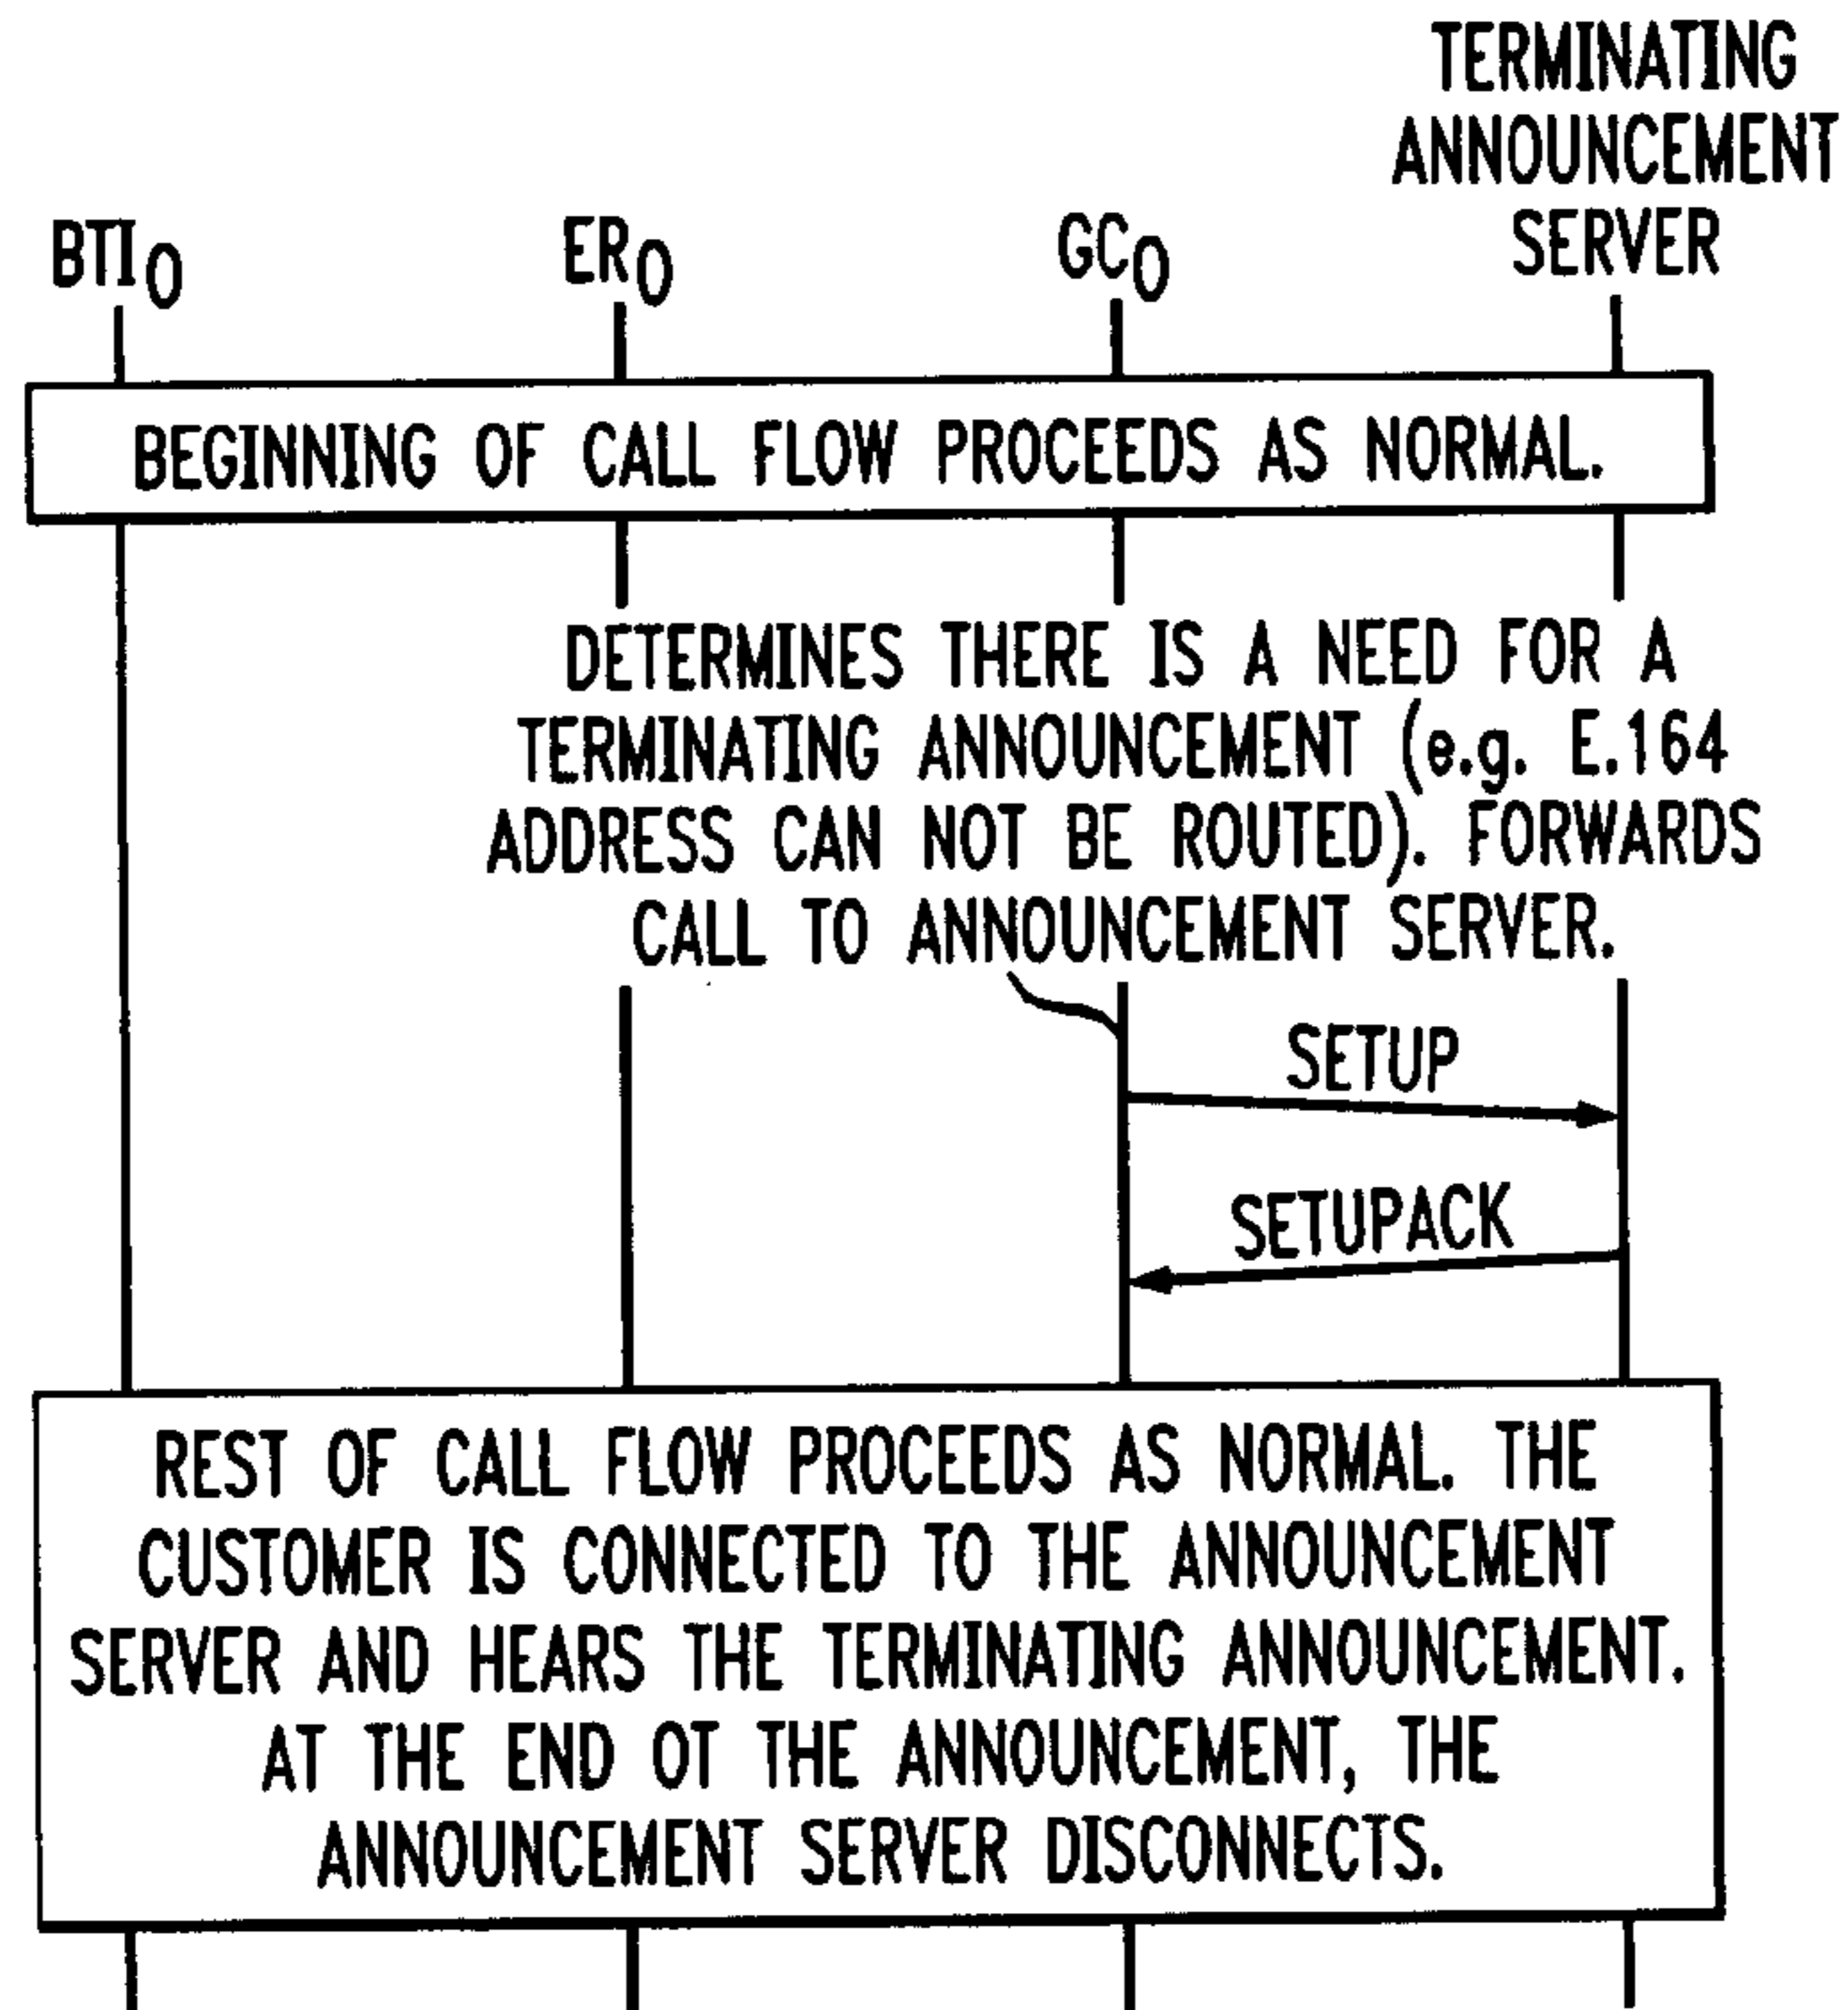 TERMINATING
ANNOUNCEMENT
SERVER
BTIO
ERO
GCO
BEGINNING OF CALL FLOW PROCEEDS AS NORMAL.
DETERMINES THERE IS A NEED FOR A
TERMINATING ANNOUNCEMENT (e.g. E.164
ADDRESS CAN NOT BE ROUTED). FORWARDS
CALL TO ANNOUNCEMENT SERVER.
SETUP
SETUPACK
REST OF CALL FLOW PROCEEDS AS NORMAL. THE
CUSTOMER IS CONNECTED TO THE ANNOUNCEMENT
SERVER AND HEARS THE TERMINATING ANNOUNCEMENT.
AT THE END OT THE ANNOUNCEMENT, THE
ANNOUNCEMENT SERVER DISCONNECTS.